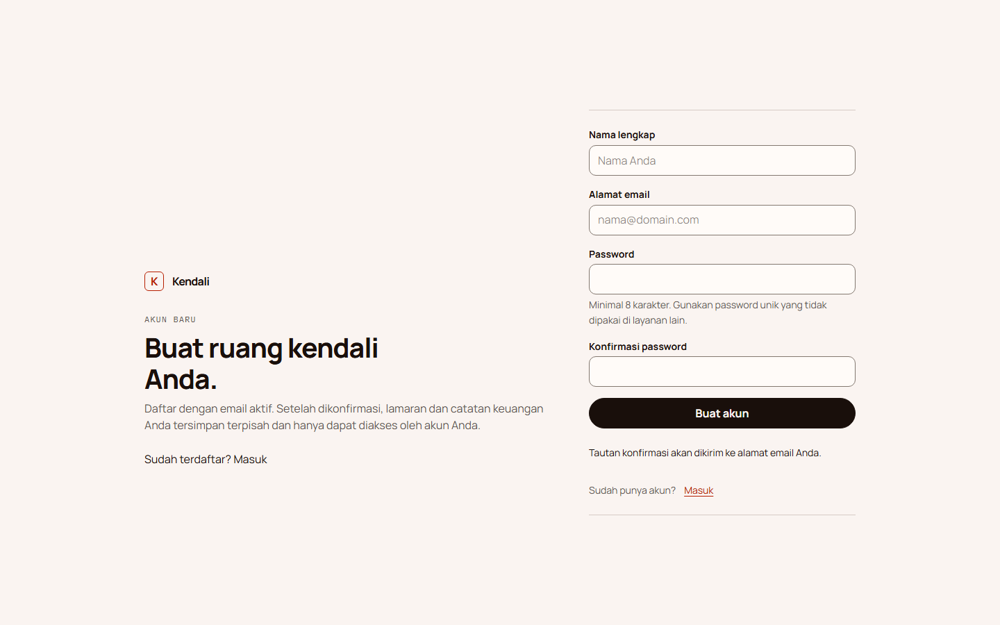 K Kendali
AKUN BARU
Buat ruang kendali
Anda.
Daftar dengan email aktif. Setelah dikonfirmasi, lamaran dan catatan keuangan
Anda tersimpan terpisah dan hanya dapat diakses oleh akun Anda.
Sudah terdaftar? Masuk
Nama lengkap
Nama Anda
Alamat email
nama@domain.com
Password
Minimal 8 karakter. Gunakan password unik yang tidak
dipakai di layanan lain.
Konfirmasi password
Buat akun
Tautan konfirmasi akan dikirim ke alamat email Anda.
Sudah punya akun? Masuk